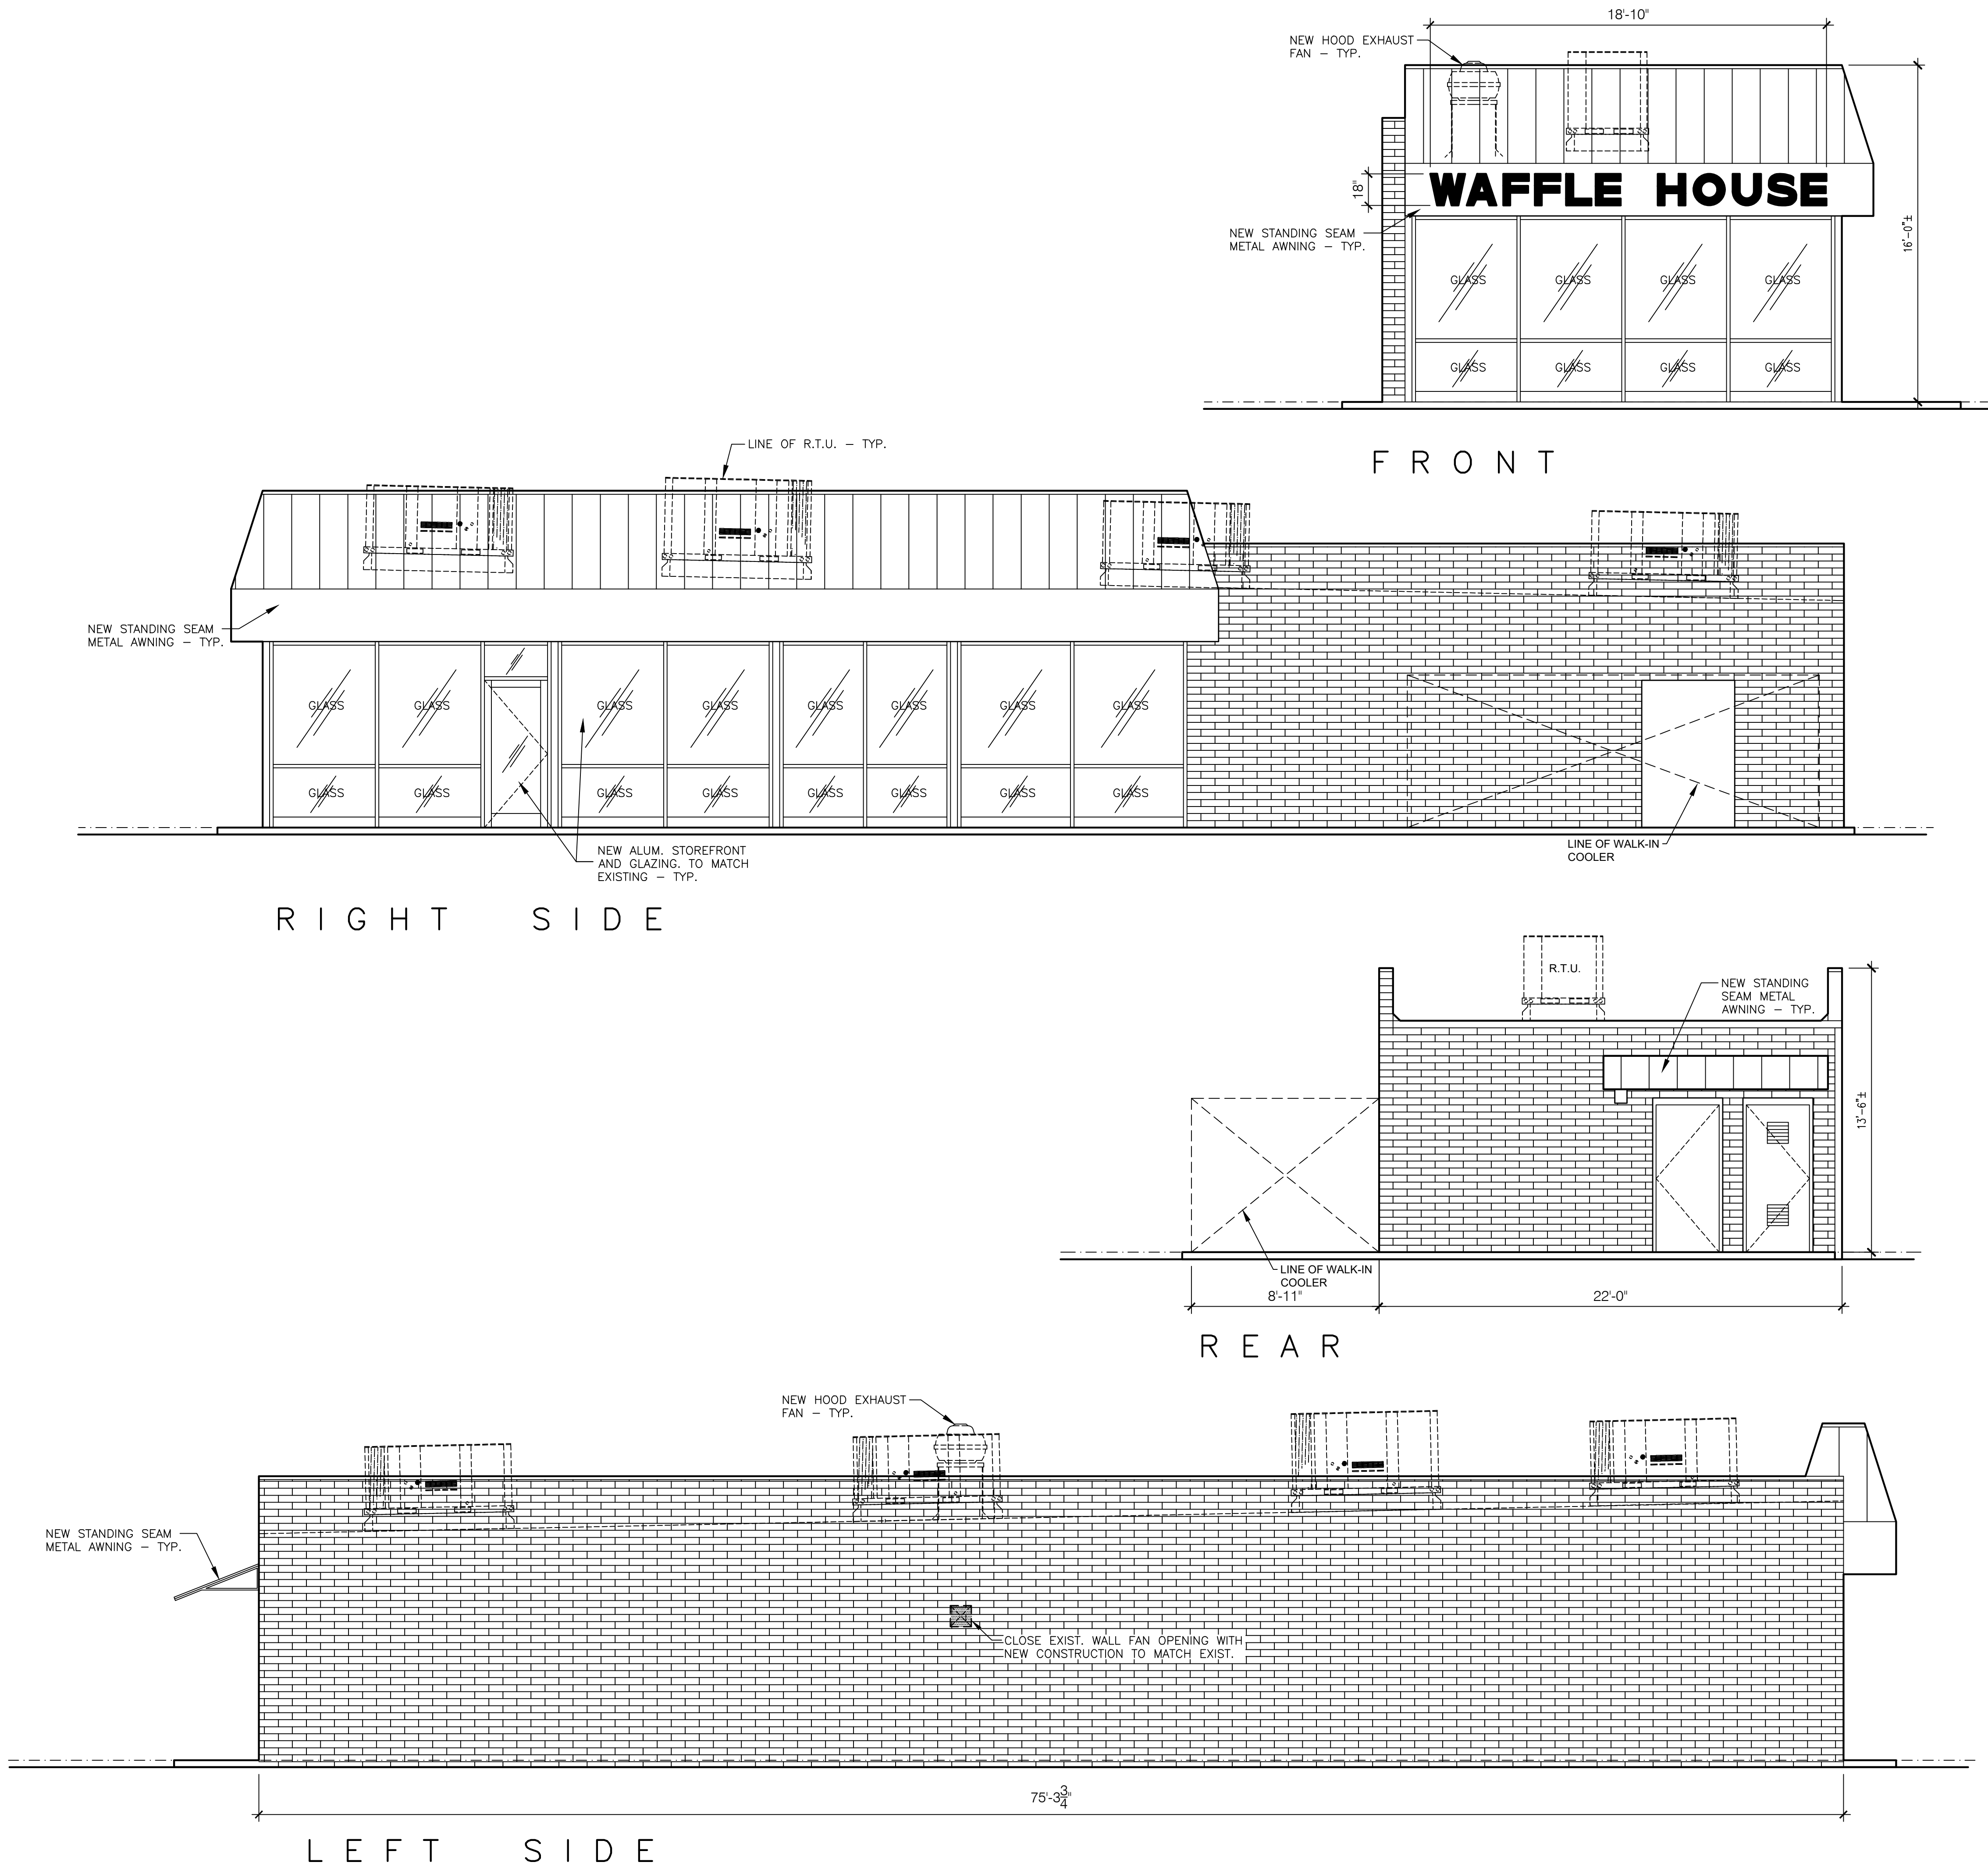 18'-10"
NEW HOOD EXHAUST
FAN – TYP.
18"
WAFFLE HOUSE
NEW STANDING SEAM
METAL AWNING – TYP.
16'-0"±
GLASS GLASS GLASS GLASS
GLASS GLASS GLASS GLASS
FRONT
LINE OF R.T.U. – TYP.
NEW STANDING SEAM
METAL AWNING – TYP.
GLASS GLASS GLASS GLASS GLASS GLASS GLASS GLASS
GLASS GLASS GLASS GLASS GLASS GLASS GLASS GLASS
NEW ALUM. STOREFRONT
AND GLAZING. TO MATCH
EXISTING – TYP.
LINE OF WALK-IN
COOLER
RIGHT SIDE
R.T.U.
NEW STANDING
SEAM METAL
AWNING – TYP.
13'-6"±
LINE OF WALK-IN
COOLER
8'-11"
22'-0"
REAR
NEW HOOD EXHAUST
FAN – TYP.
NEW STANDING SEAM
METAL AWNING – TYP.
CLOSE EXIST. WALL FAN OPENING WITH
NEW CONSTRUCTION TO MATCH EXIST.
75'-3 3/4"
LEFT SIDE